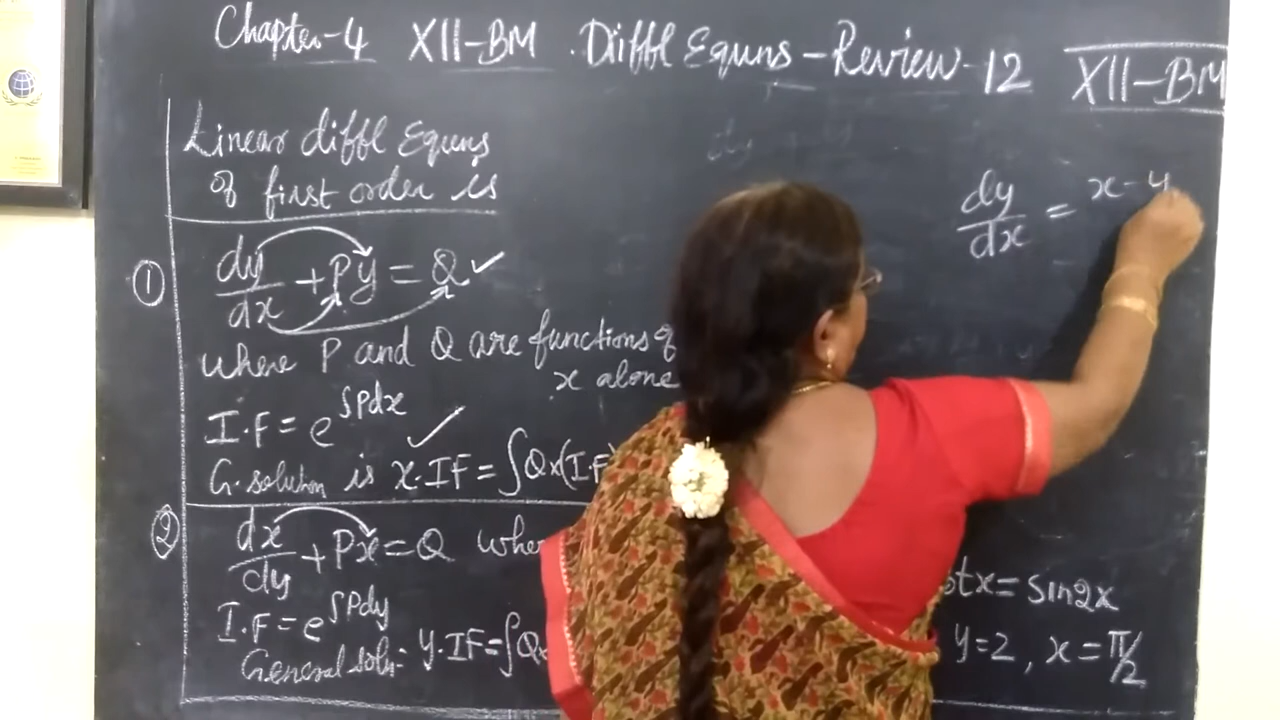 Chapter-4 XII-BM . Diffl Equns - Review - 12 XII-BM
Linear diffl Equns
of first order is
① dy/dx + Py = Q ✓
where P and Q are functions of
x alone
I.F = e^∫Pdx ✓
G. solution is x. IF = ∫Q x (I.F)
② dx/dy + Px = Q
I.F = e^∫Pdy
General soln:- y. IF = ∫Qx
dy/dx = x - y
tx = sin2x
y = 2, x = π/2